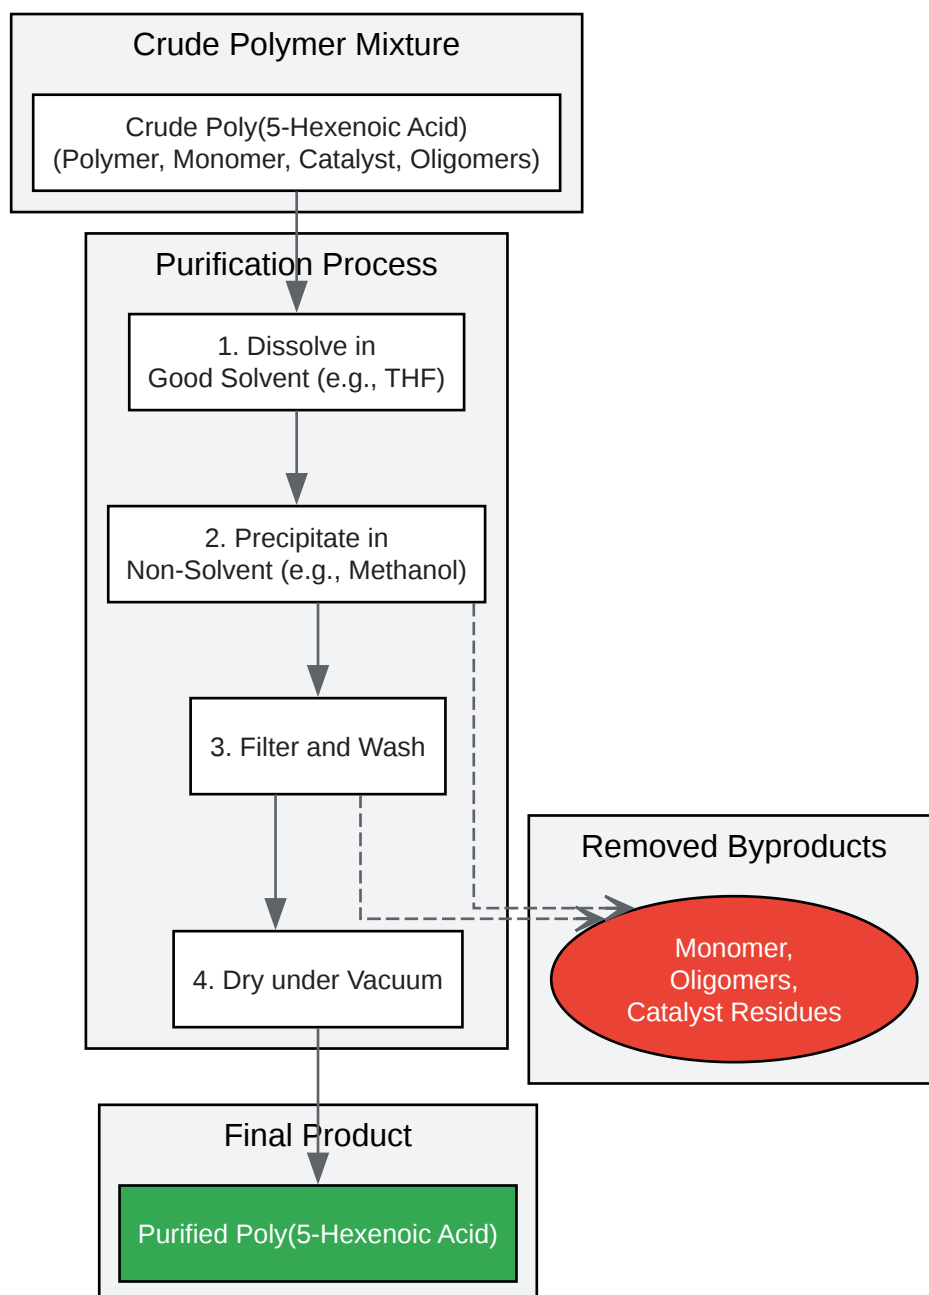 Crude Polymer Mixture
Crude Poly(5-Hexenoic Acid)
(Polymer, Monomer, Catalyst, Oligomers)
Purification Process
1. Dissolve in
Good Solvent (e.g., THF)
2. Precipitate in
Non-Solvent (e.g., Methanol)
3. Filter and Wash
4. Dry under Vacuum
Removed Byproducts
Monomer,
Oligomers,
Catalyst Residues
Final Product
Purified Poly(5-Hexenoic Acid)